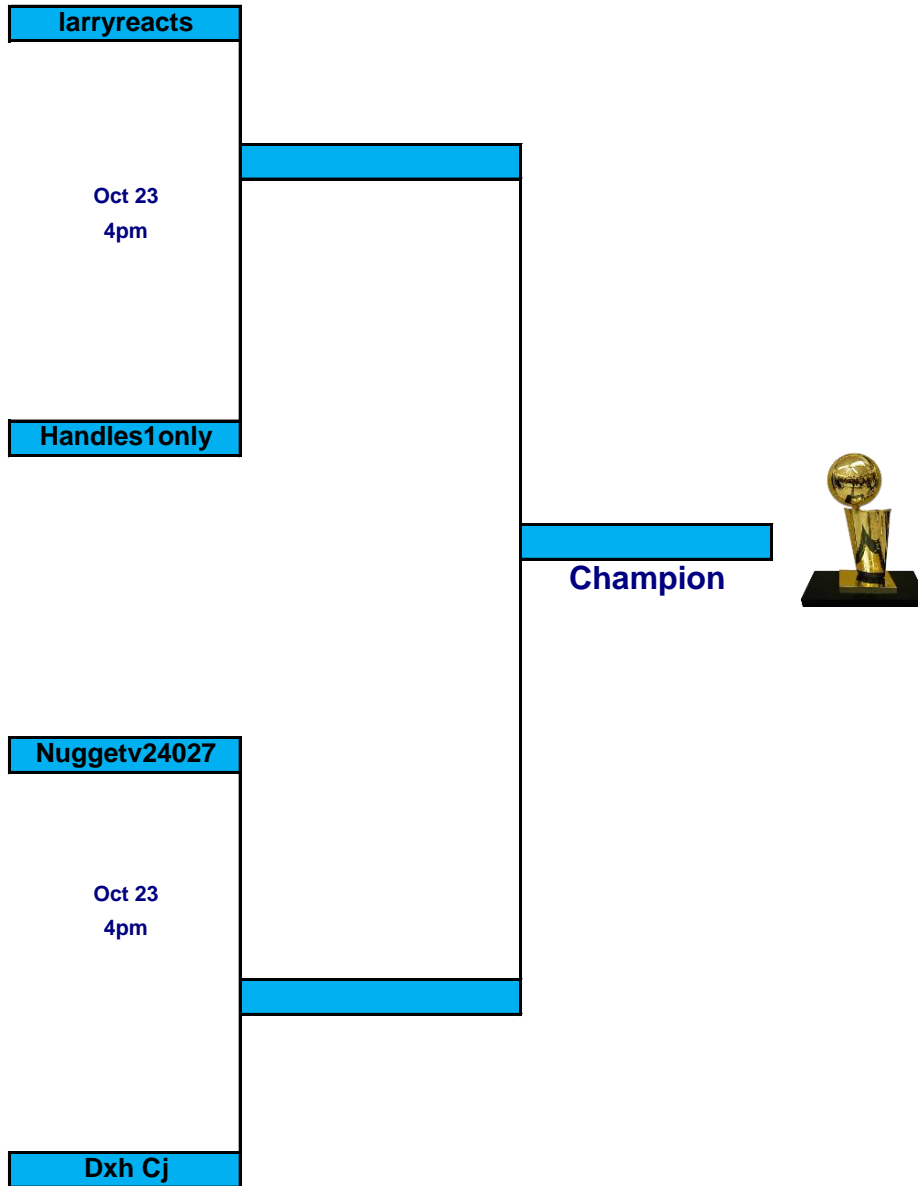 larryreacts
Oct 23
4pm
Handles1only
Champion
Nuggetv24027
Oct 23
4pm
Dxh Cj